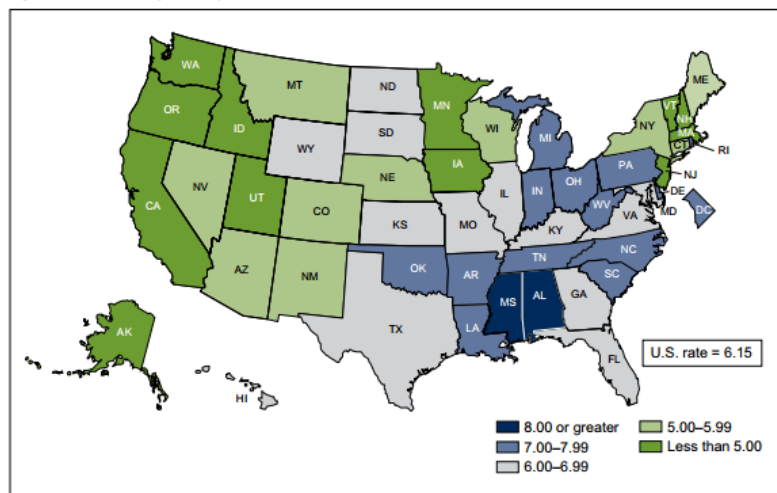 WA
MT
ND
MN
ME
OR
ID
SD
WI
VT
NH
NY
MA
CT
RI
WY
MI
IA
NE
PA
NJ
NV
UT
CO
IL
IN
OH
DE
MD
DC
CA
KS
MO
WV
VA
KY
NC
AZ
NM
OK
AR
TN
SC
MS
AL
GA
AK
TX
LA
FL
U.S. rate = 6.15
HI
8.00 or greater
7.00–7.99
6.00–6.99
5.00–5.99
Less than 5.00